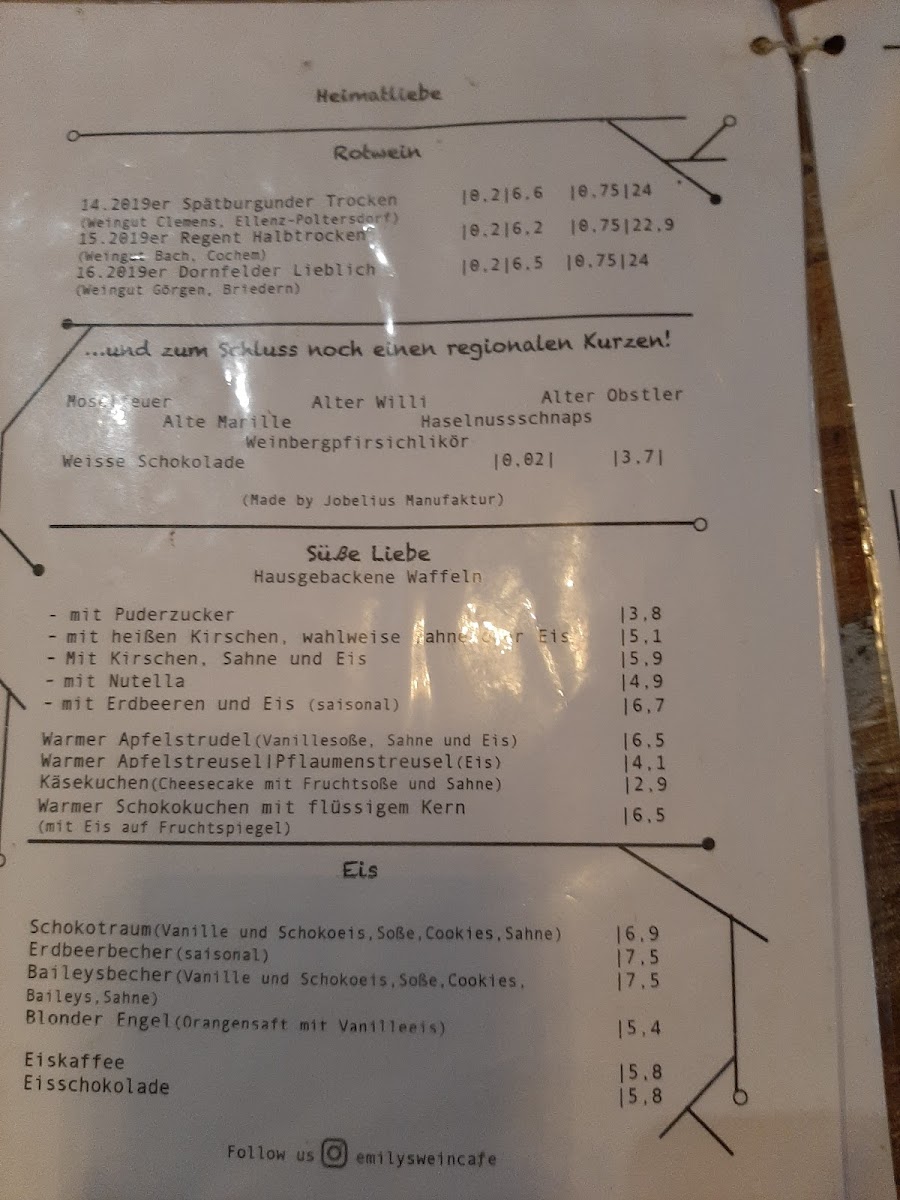 Heimatliebe
Rotwein
14.2019er Spätburgunder Trocken |0,2|6,6 |0,75|24
(Weingut Clemens, Ellenz-Poltersdorf)
15.2019er Regent Halbtrocken |0,2|6,2 |0,75|22,9
(Weingut Bach, Cochem)
16.2019er Dornfelder Lieblich |0,2|6,5 |0,75|24
(Weingut Görgen, Briedern)
...und zum Schluss noch einen regionalen Kurzen!
Moselfeuer Alter Willi Alter Obstler
Alte Marille Haselnussschnaps
Weinbergpfirsichlikör
Weisse Schokolade |0,02| |3,7|
(Made by Jobelius Manufaktur)
Süße Liebe
Hausgebackene Waffeln
- mit Puderzucker |3,8
- mit heißen Kirschen, wahlweise Sahne oder Eis |5,1
- Mit Kirschen, Sahne und Eis |5,9
- mit Nutella |4,9
- mit Erdbeeren und Eis (saisonal) |6,7
Warmer Apfelstrudel(Vanillesoße, Sahne und Eis) |6,5
Warmer Apfelstreusel|Pflaumenstreusel(Eis) |4,1
Käsekuchen(Cheesecake mit Fruchtsoße und Sahne) |2,9
Warmer Schokokuchen mit flüssigem Kern |6,5
(mit Eis auf Fruchtspiegel)
Eis
Schokotraum(Vanille und Schokoeis,Soße,Cookies,Sahne) |6,9
Erdbeerbecher(saisonal) |7,5
Baileysbecher(Vanille und Schokoeis,Soße,Cookies, |7,5
Baileys,Sahne)
Blonder Engel(Orangensaft mit Vanilleeis) |5,4
Eiskaffee |5,8
Eisschokolade |5,8
Follow us emilysweincafe